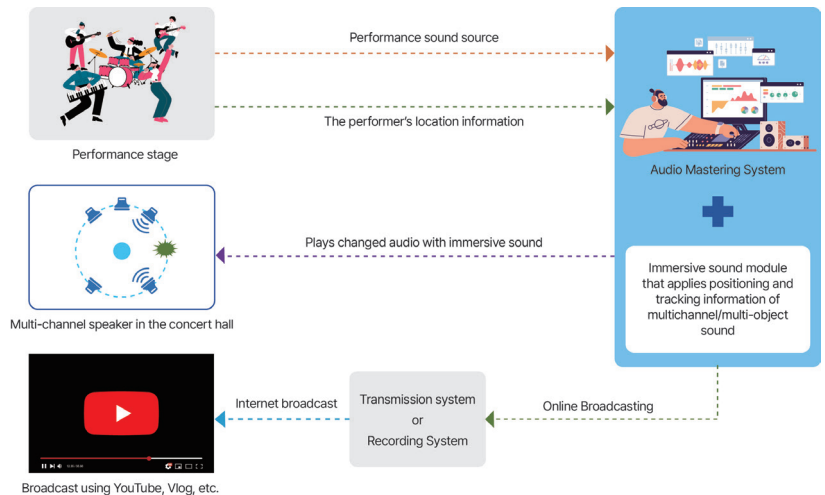 Performance sound source
The performer's location information
Performance stage
Audio Mastering System
Plays changed audio with immersive sound
Immersive sound module
that applies positioning and
tracking information of
multichannel/multi-object
sound
Multi-channel speaker in the concert hall
Internet broadcast
Transmission system
or
Recording System
Online Broadcasting
Broadcast using YouTube, Vlog, etc.